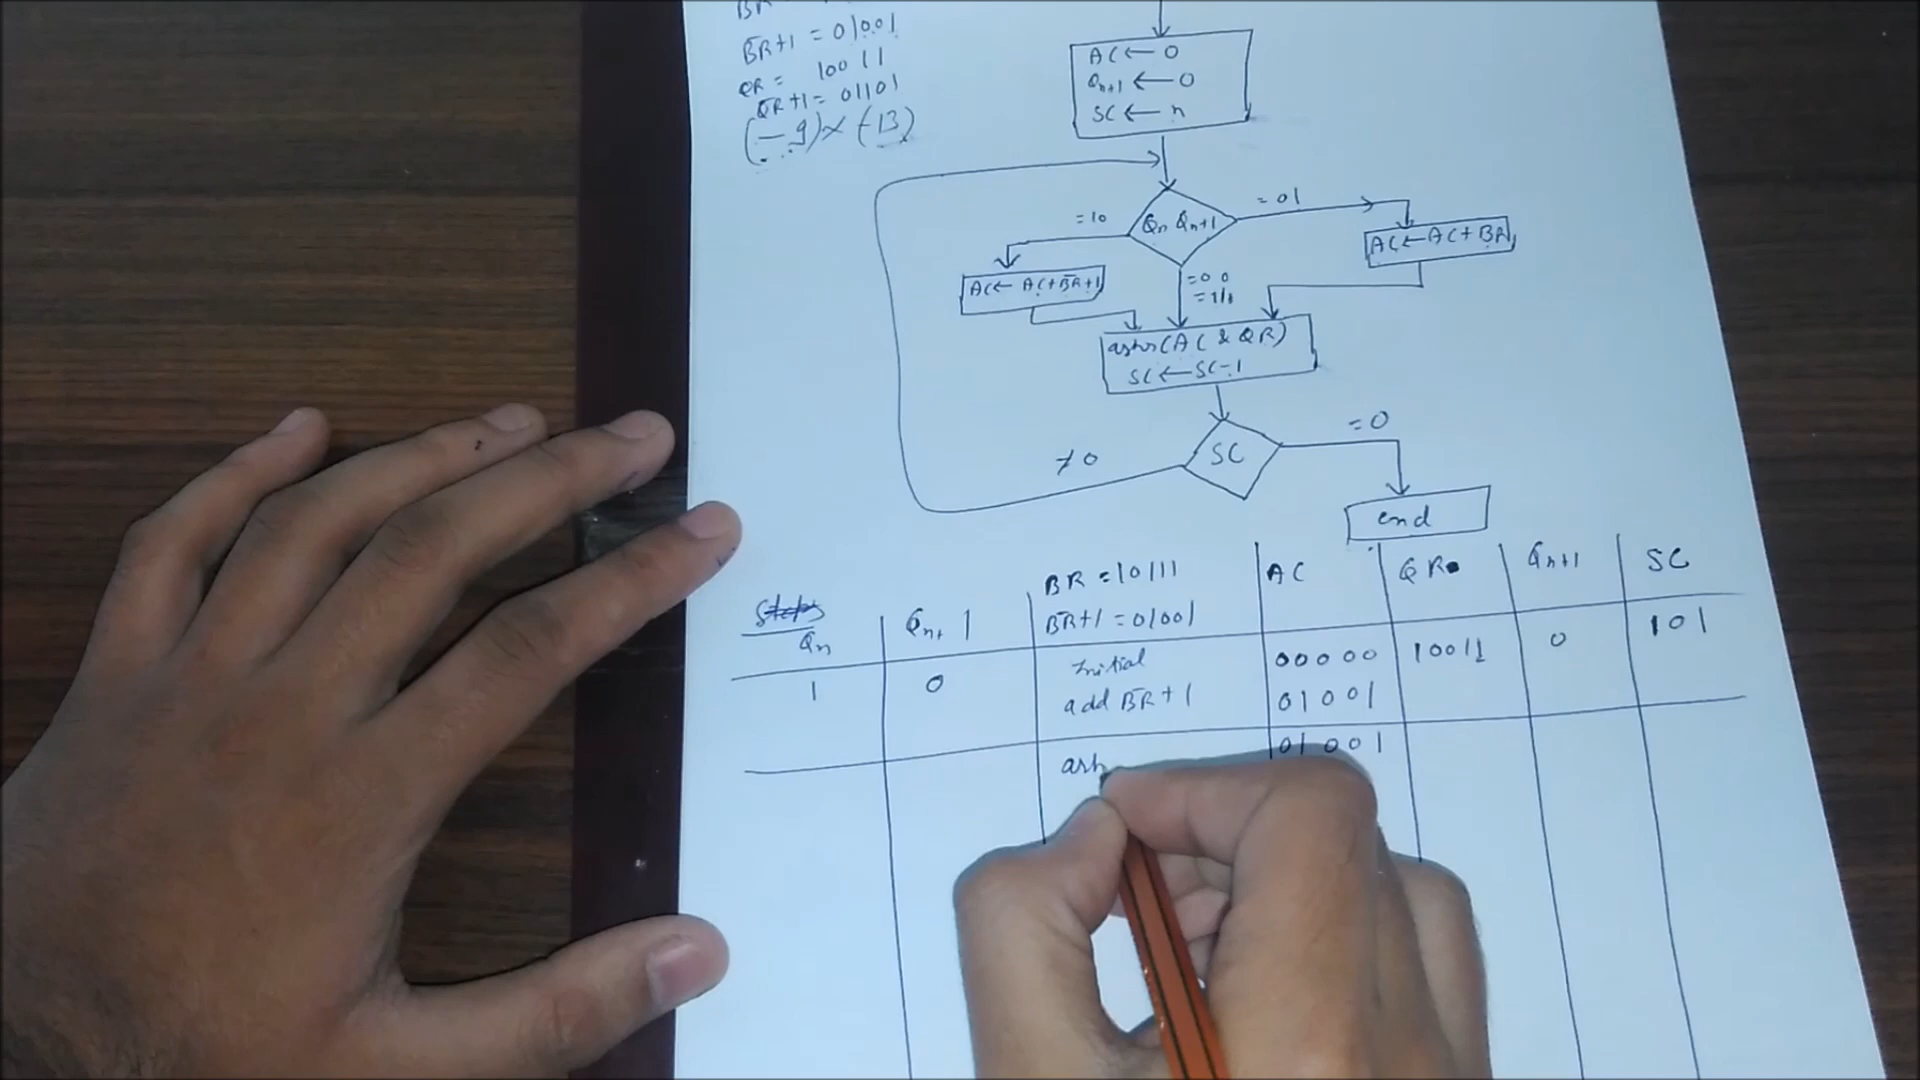 BR
B̄R+1 = 01001
QR = 10011
Q̄R+1 = 01101
(-9)×(-13)
AC ← 0
Qn+1 ← 0
SC ← n
=10
Qn Qn+1
=01
AC ← AC+B̄R+1
=00
=11
AC ← AC+BR
ashr(AC & QR)
SC ← SC-1
≠0
SC
=0
end
Steps
Qn
Qn+1
BR = 10111
B̄R+1 = 01001
AC
QR
Qn+1
SC
1
0
Initial
00000
10011
0
101
add B̄R+1
01001
01001
ash